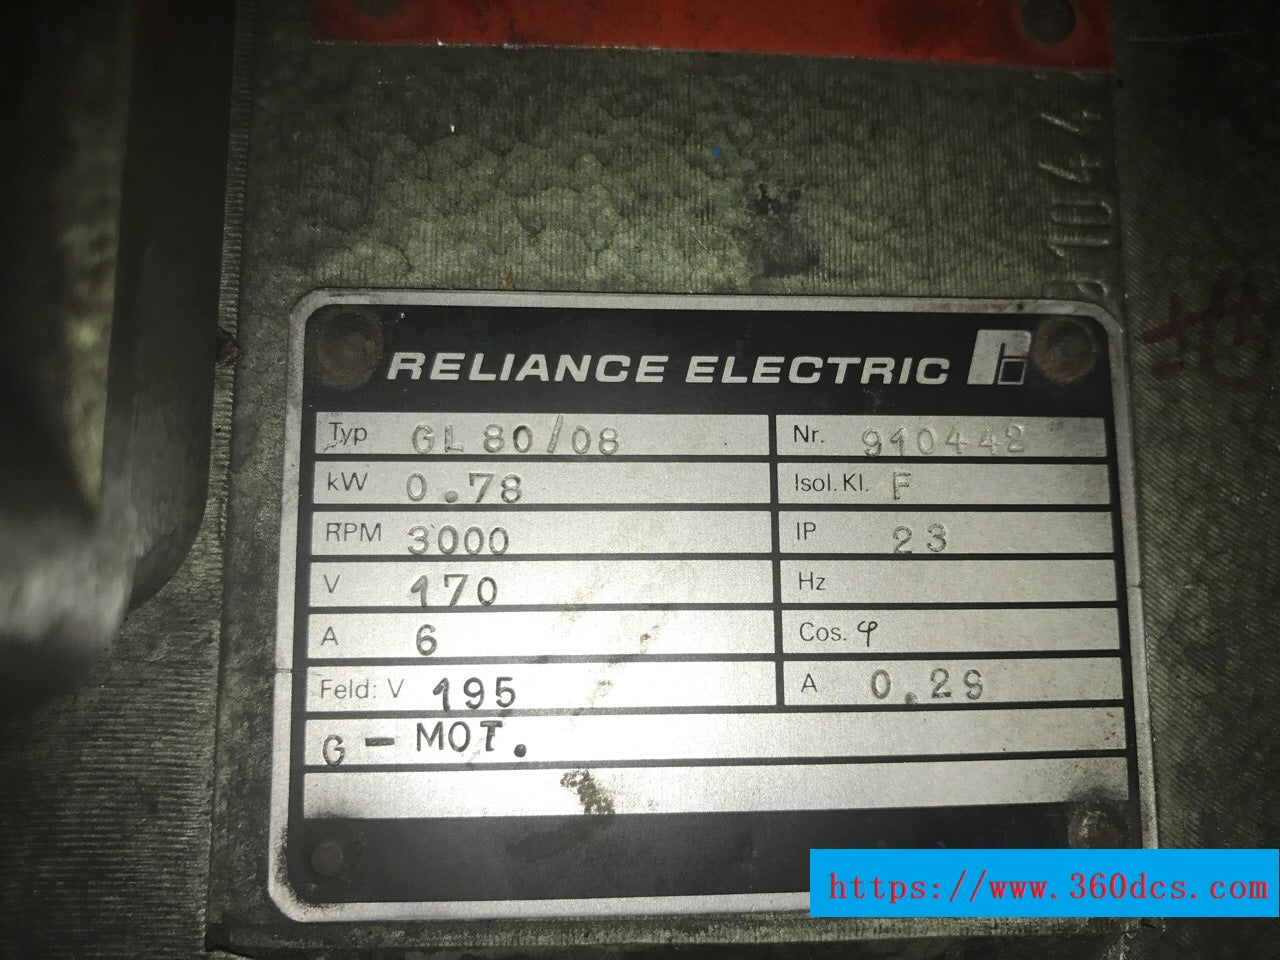 91044
RELIANCE ELECTRIC
Typ GL 80/08 Nr. 910442
kW 0.78 Isol. Kl. F
RPM 3000 IP 23
V 170 Hz
A 6 Cos. φ
Feld: V 195 A 0.29
G - MOT.
https://www.360dcs.com